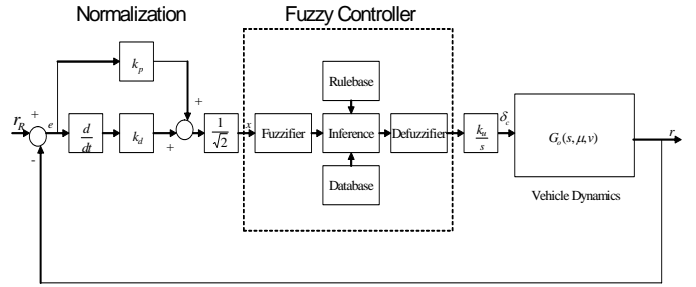 Normalization
Fuzzy Controller
k_p
Rulebase
+
+
r_R
e
d/dt
k_d
+
1/√2
x
Fuzzifier
Inference
Defuzzifier
k_u/s
δ_c
G_o(s,μ,v)
r
-
Database
Vehicle Dynamics